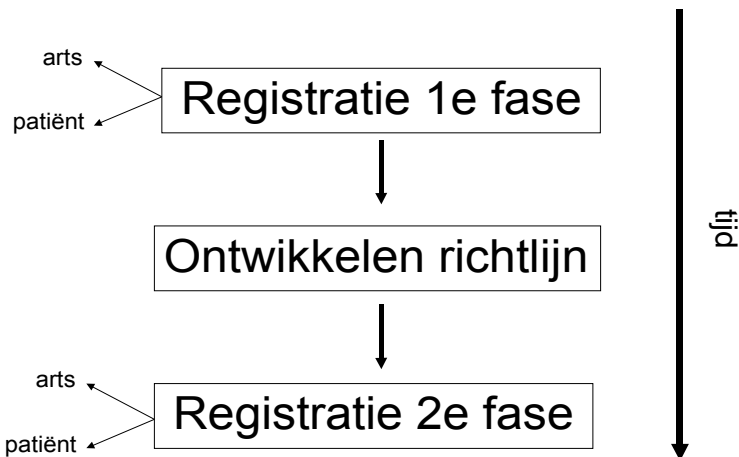 arts
Registratie 1e fase
patiënt
tijd
Ontwikkelen richtlijn
arts
Registratie 2e fase
patiënt